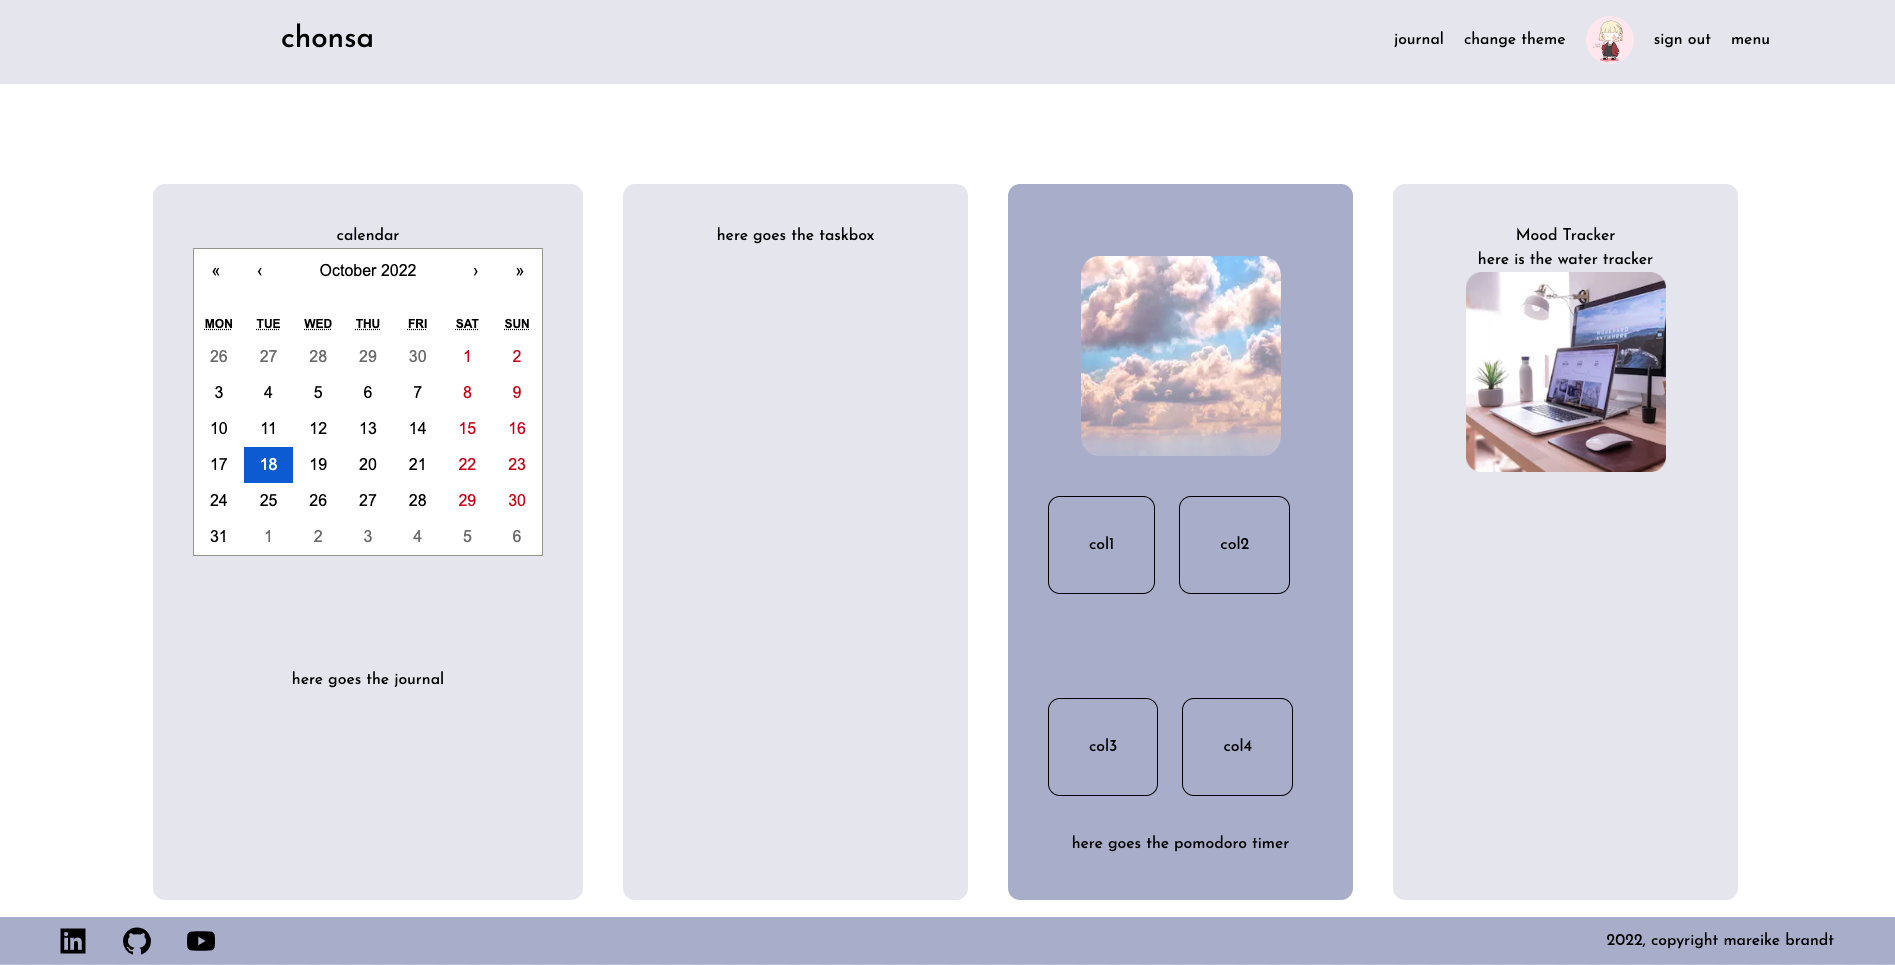 chonsa
journal change theme sign out menu
calendar
« ‹ October 2022 › »
MON TUE WED THU FRI SAT SUN
26 27 28 29 30 1 2
3 4 5 6 7 8 9
10 11 12 13 14 15 16
17 18 19 20 21 22 23
24 25 26 27 28 29 30
31 1 2 3 4 5 6
here goes the journal
here goes the taskbox
col1 col2
col3 col4
here goes the pomodoro timer
Mood Tracker
here is the water tracker
in
2022, copyright mareike brandt